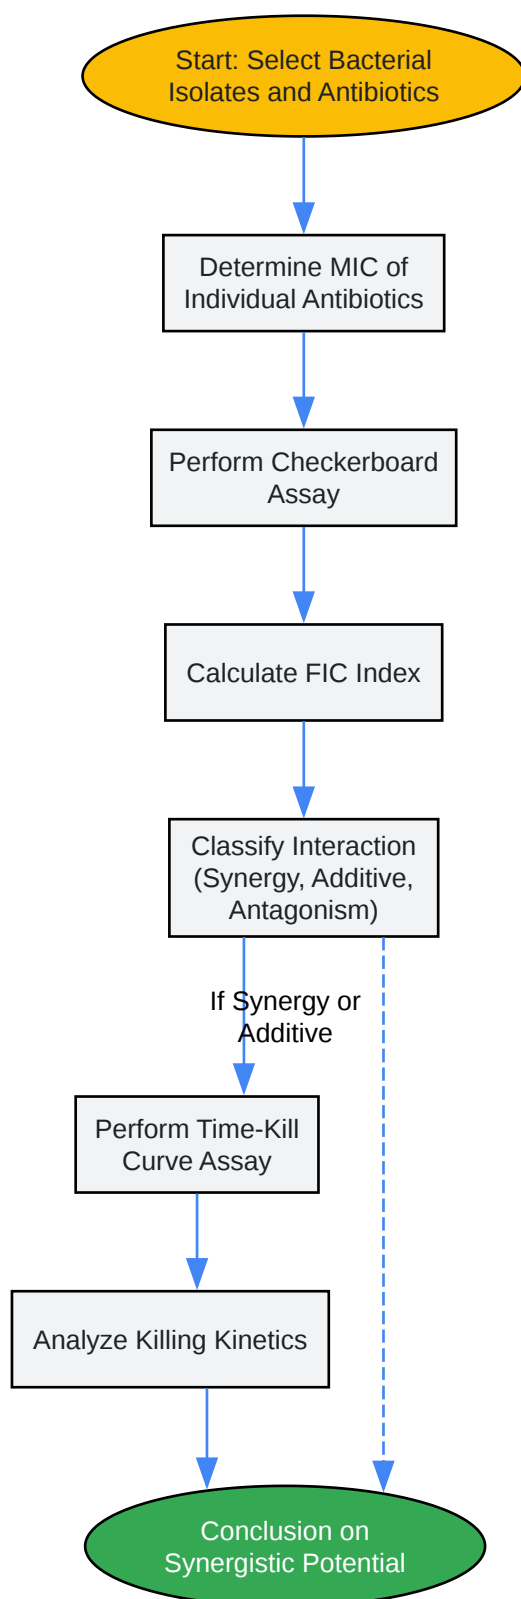 Start: Select Bacterial
Isolates and Antibiotics
Determine MIC of
Individual Antibiotics
Perform Checkerboard
Assay
Calculate FIC Index
Classify Interaction
(Synergy, Additive,
Antagonism)
If Synergy or
Additive
Perform Time-Kill
Curve Assay
Analyze Killing Kinetics
Conclusion on
Synergistic Potential